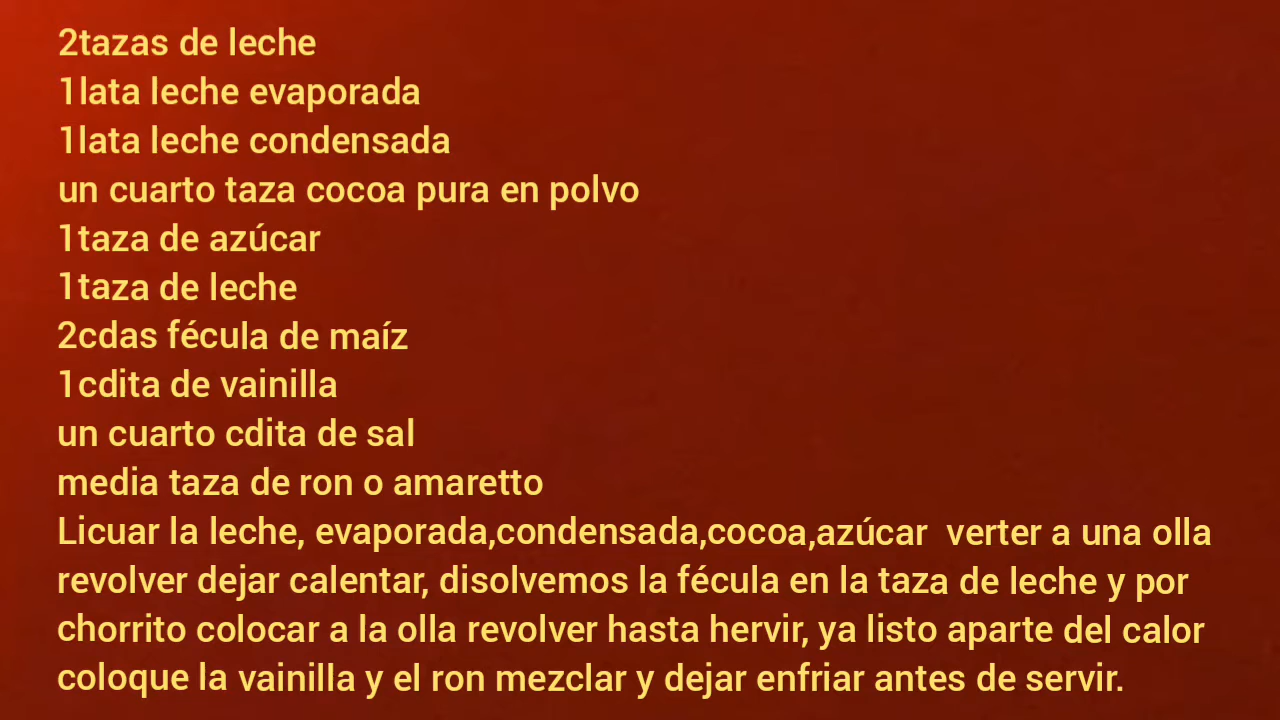 2tazas de leche
1lata leche evaporada
1lata leche condensada
un cuarto taza cocoa pura en polvo
1taza de azúcar
1taza de leche
2cdas fécula de maíz
1cdita de vainilla
un cuarto cdita de sal
media taza de ron o amaretto
Licuar la leche, evaporada,condensada,cocoa,azúcar  verter a una olla
revolver dejar calentar, disolvemos la fécula en la taza de leche y por
chorrito colocar a la olla revolver hasta hervir, ya listo aparte del calor
coloque la vainilla y el ron mezclar y dejar enfriar antes de servir.